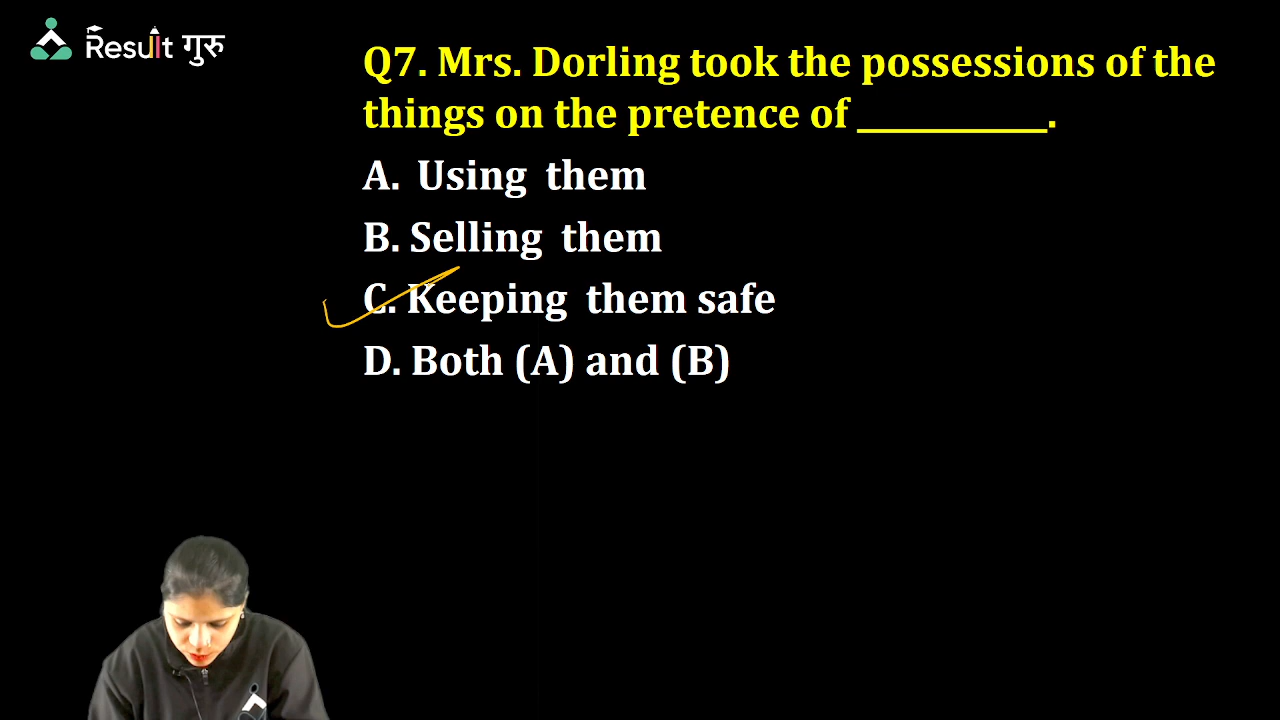 Result गुरु
Q7. Mrs. Dorling took the possessions of the
things on the pretence of __________.
A. Using them
B. Selling them
C. Keeping them safe
D. Both (A) and (B)